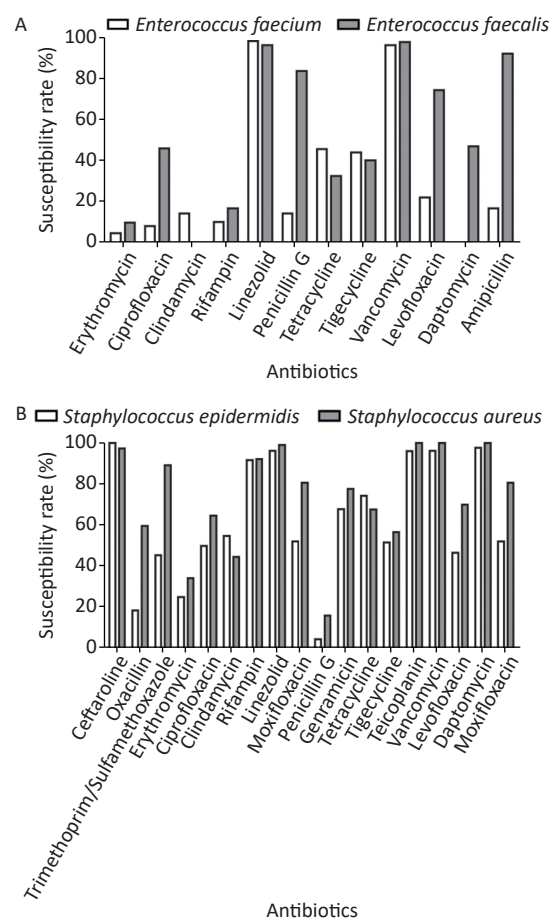 A
Enterococcus faecium Enterococcus faecalis
Susceptibility rate (%)
100
80
60
40
20
0
Erythromycin
Ciprofloxacin
Clindamycin
Rifampin
Linezolid
Penicillin G
Tetracycline
Tigecycline
Vancomycin
Levofloxacin
Daptomycin
Amipicillin
Antibiotics
B
Staphylococcus epidermidis Staphylococcus aureus
Susceptibility rate (%)
100
80
60
40
20
0
Ceftaroline
Oxacillin
Trimethoprim/Sulfamethoxazole
Erythromycin
Ciprofloxacin
Clindamycin
Rifampin
Linezolid
Moxifloxacin
Penicillin G
Genramicin
Tetracycline
Tigecycline
Teicoplanin
Vancomycin
Levofloxacin
Daptomycin
Moxifloxacin
Antibiotics